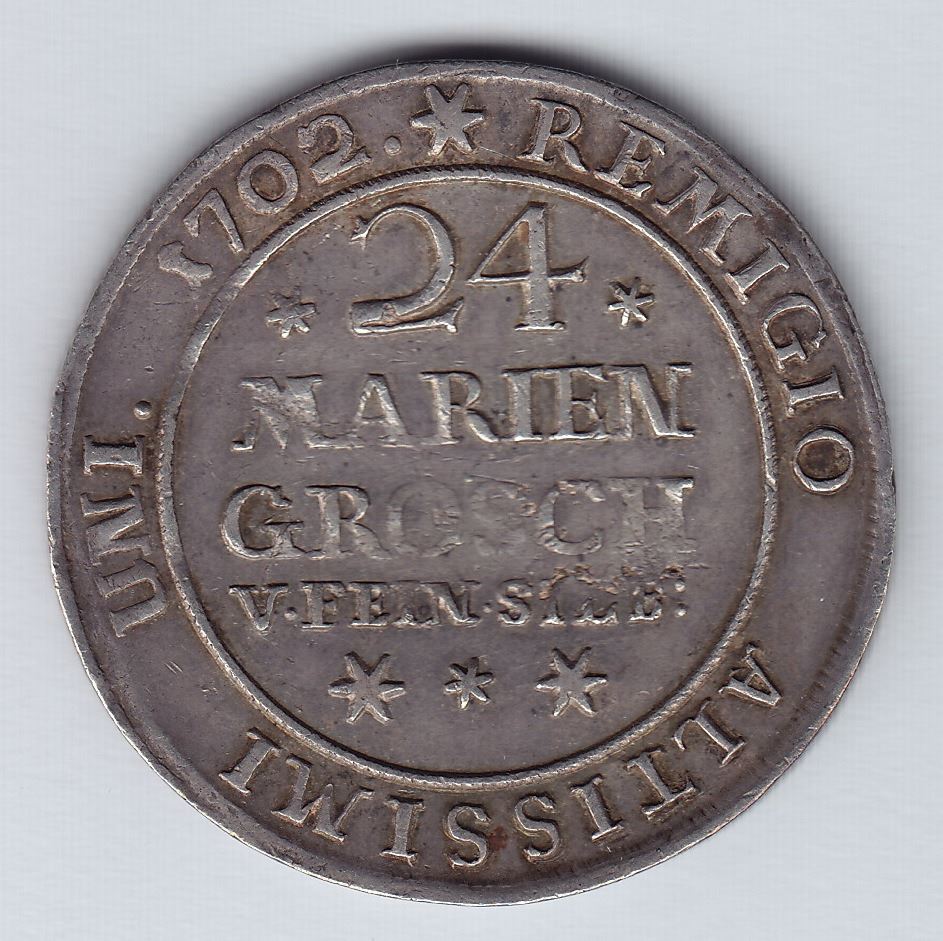 REMIGIO ALTISSIMI UNI. 1702.
24
MARIEN
GROSCH
V·FEIN·SILB: